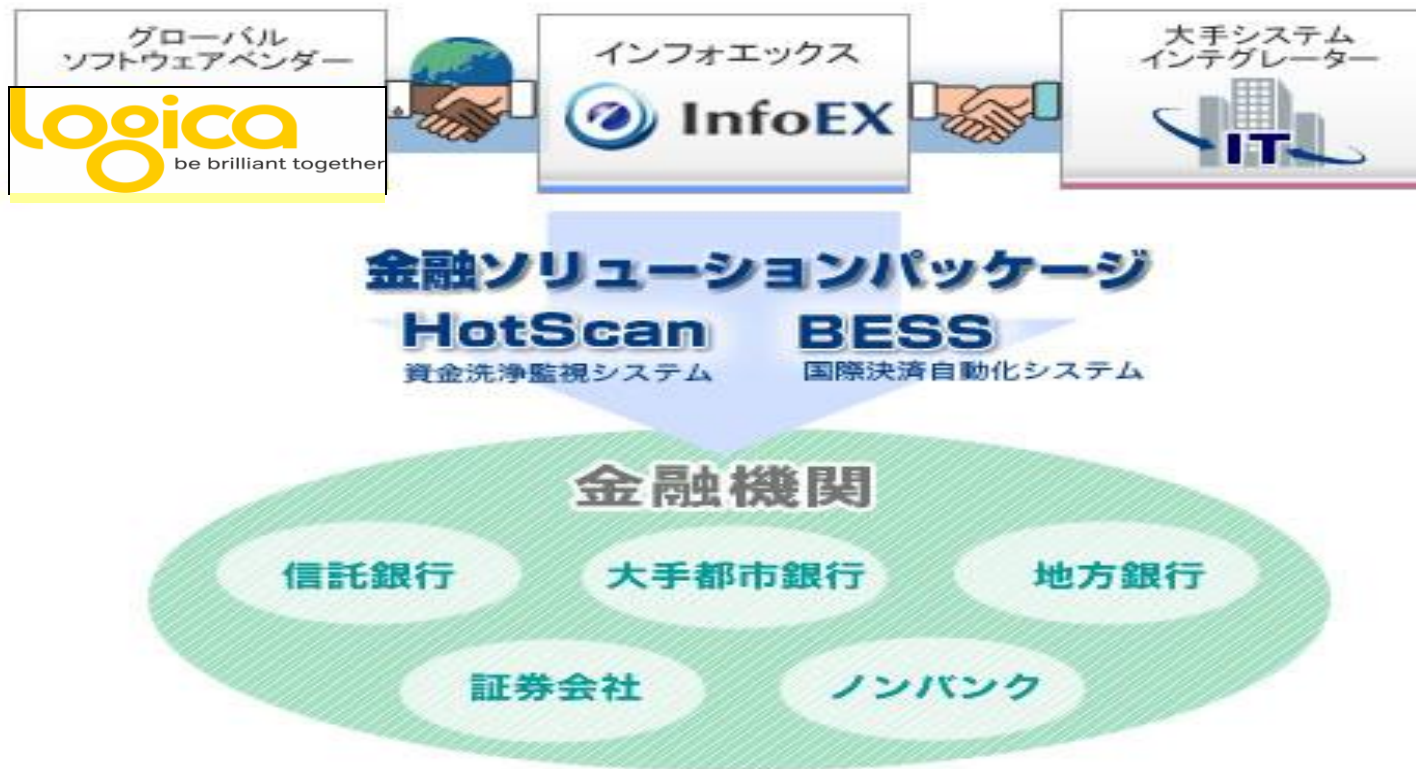 グローバル
ソフトウェアベンダー
logica
be brilliant together
インフォエックス
InfoEX
大手システム
インテグレーター
IT
金融ソリューションパッケージ
HotScan
資金洗浄監視システム
BESS
国際決済自動化システム
金融機関
信託銀行
大手都市銀行
地方銀行
証券会社
ノンバンク